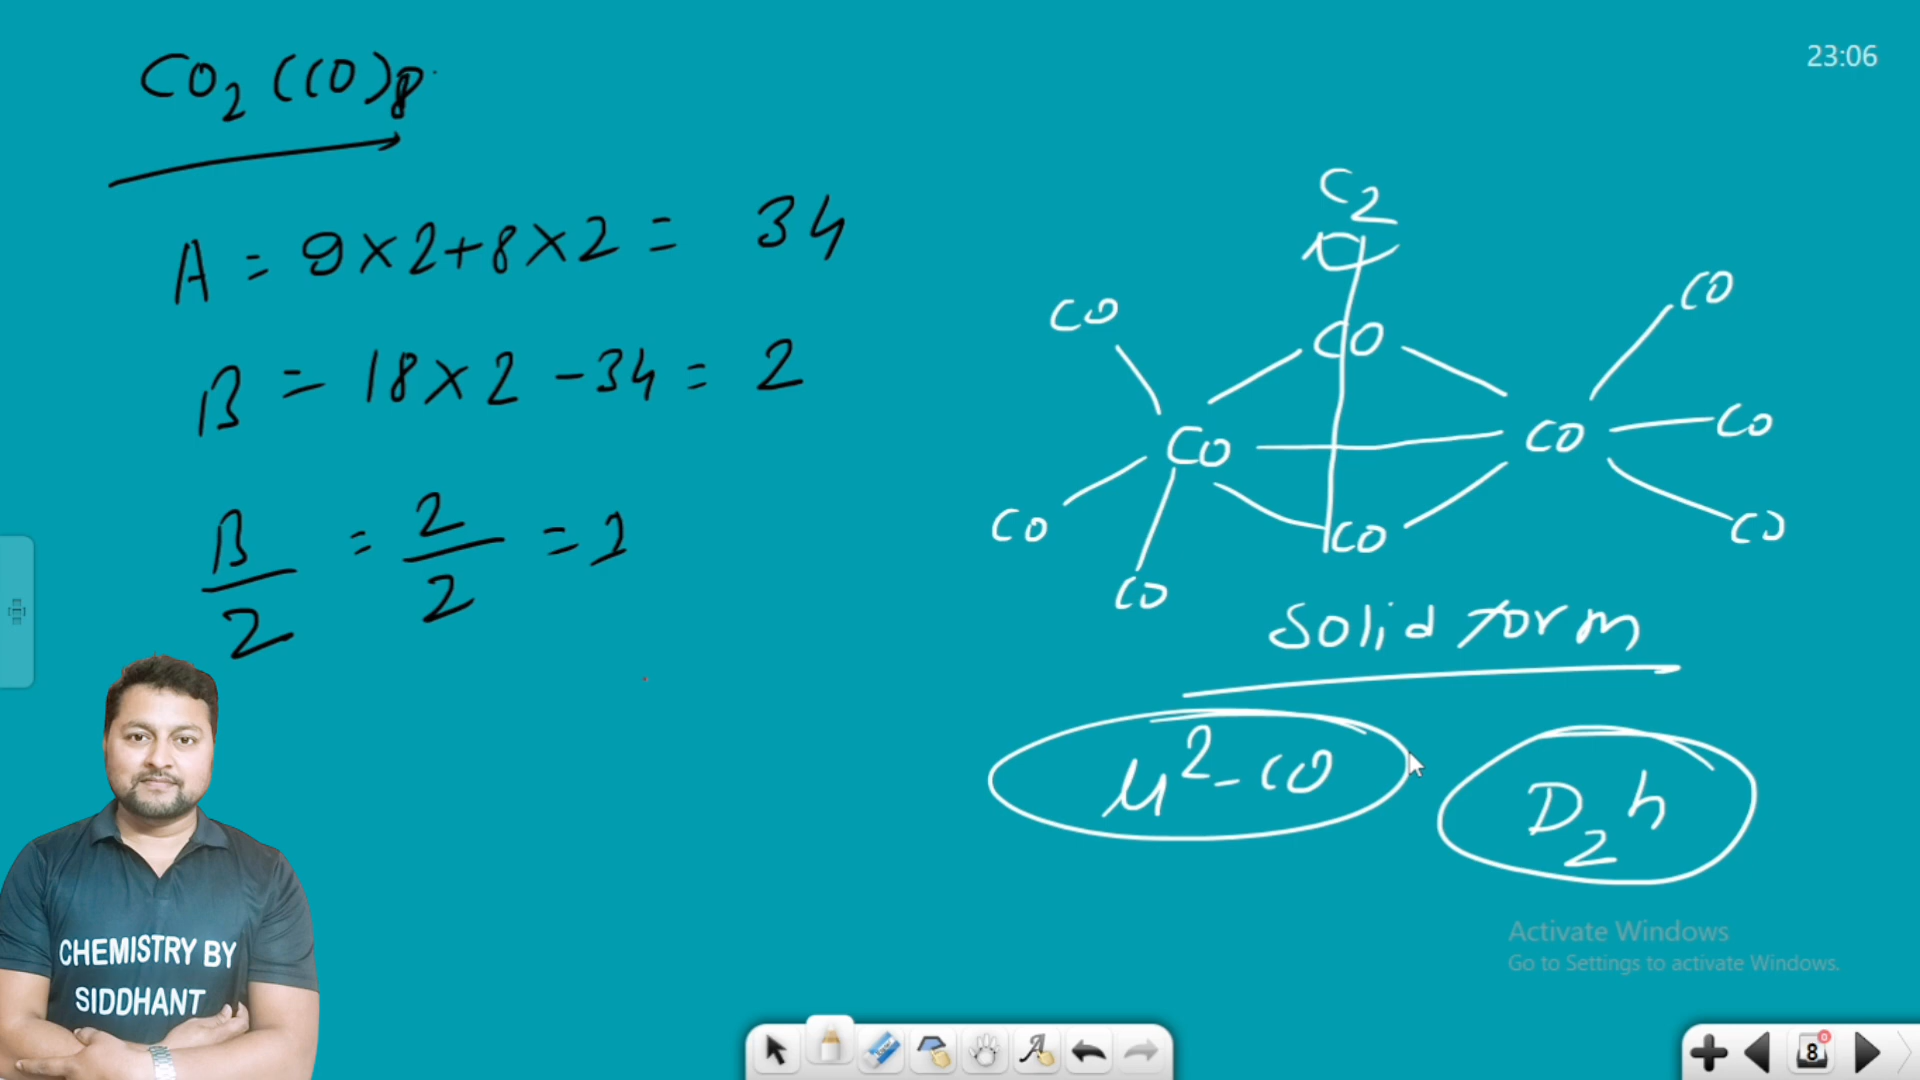 CO2 (CO)8
23:06
A = 9×2+8×2 = 34
B = 18×2 -34 = 2
B/2 = 2/2 = 1
C2
CO CO CO
CO CO CO
CO CO CO
CO
Solid form
μ2-CO
D2h
CHEMISTRY BY
SIDDHANT
Activate Windows
Go to Settings to activate Windows.
A
8
0